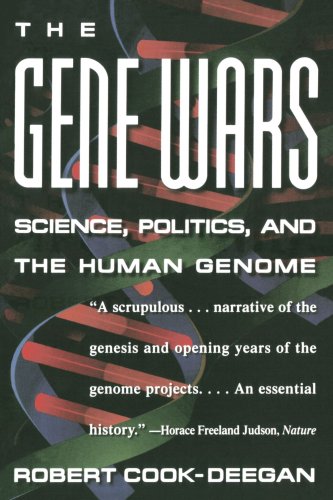 THE
GENE WARS
SCIENCE, POLITICS, AND
THE HUMAN GENOME
“A scrupulous . . . narrative of the
genesis and opening years of the
genome projects. . . . An essential
history.” —Horace Freeland Judson, Nature
ROBERT COOK-DEEGAN